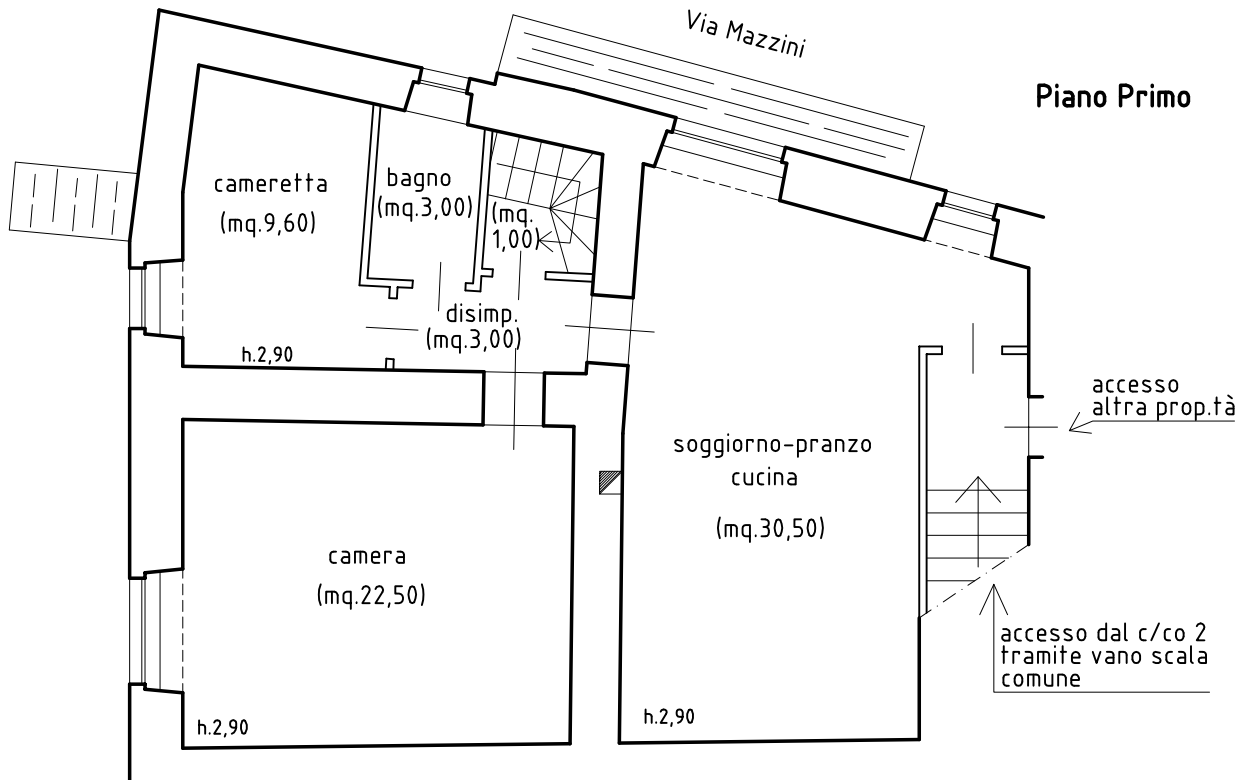 Via Mazzini
Piano Primo
cameretta
(mq.9,60)
bagno
(mq.3,00)
(mq.
1,00)
disimp.
(mq.3,00)
h.2,90
accesso
altra prop.tà
soggiorno-pranzo
cucina
(mq.30,50)
camera
(mq.22,50)
accesso dal c/co 2
tramite vano scala
comune
h.2,90
h.2,90